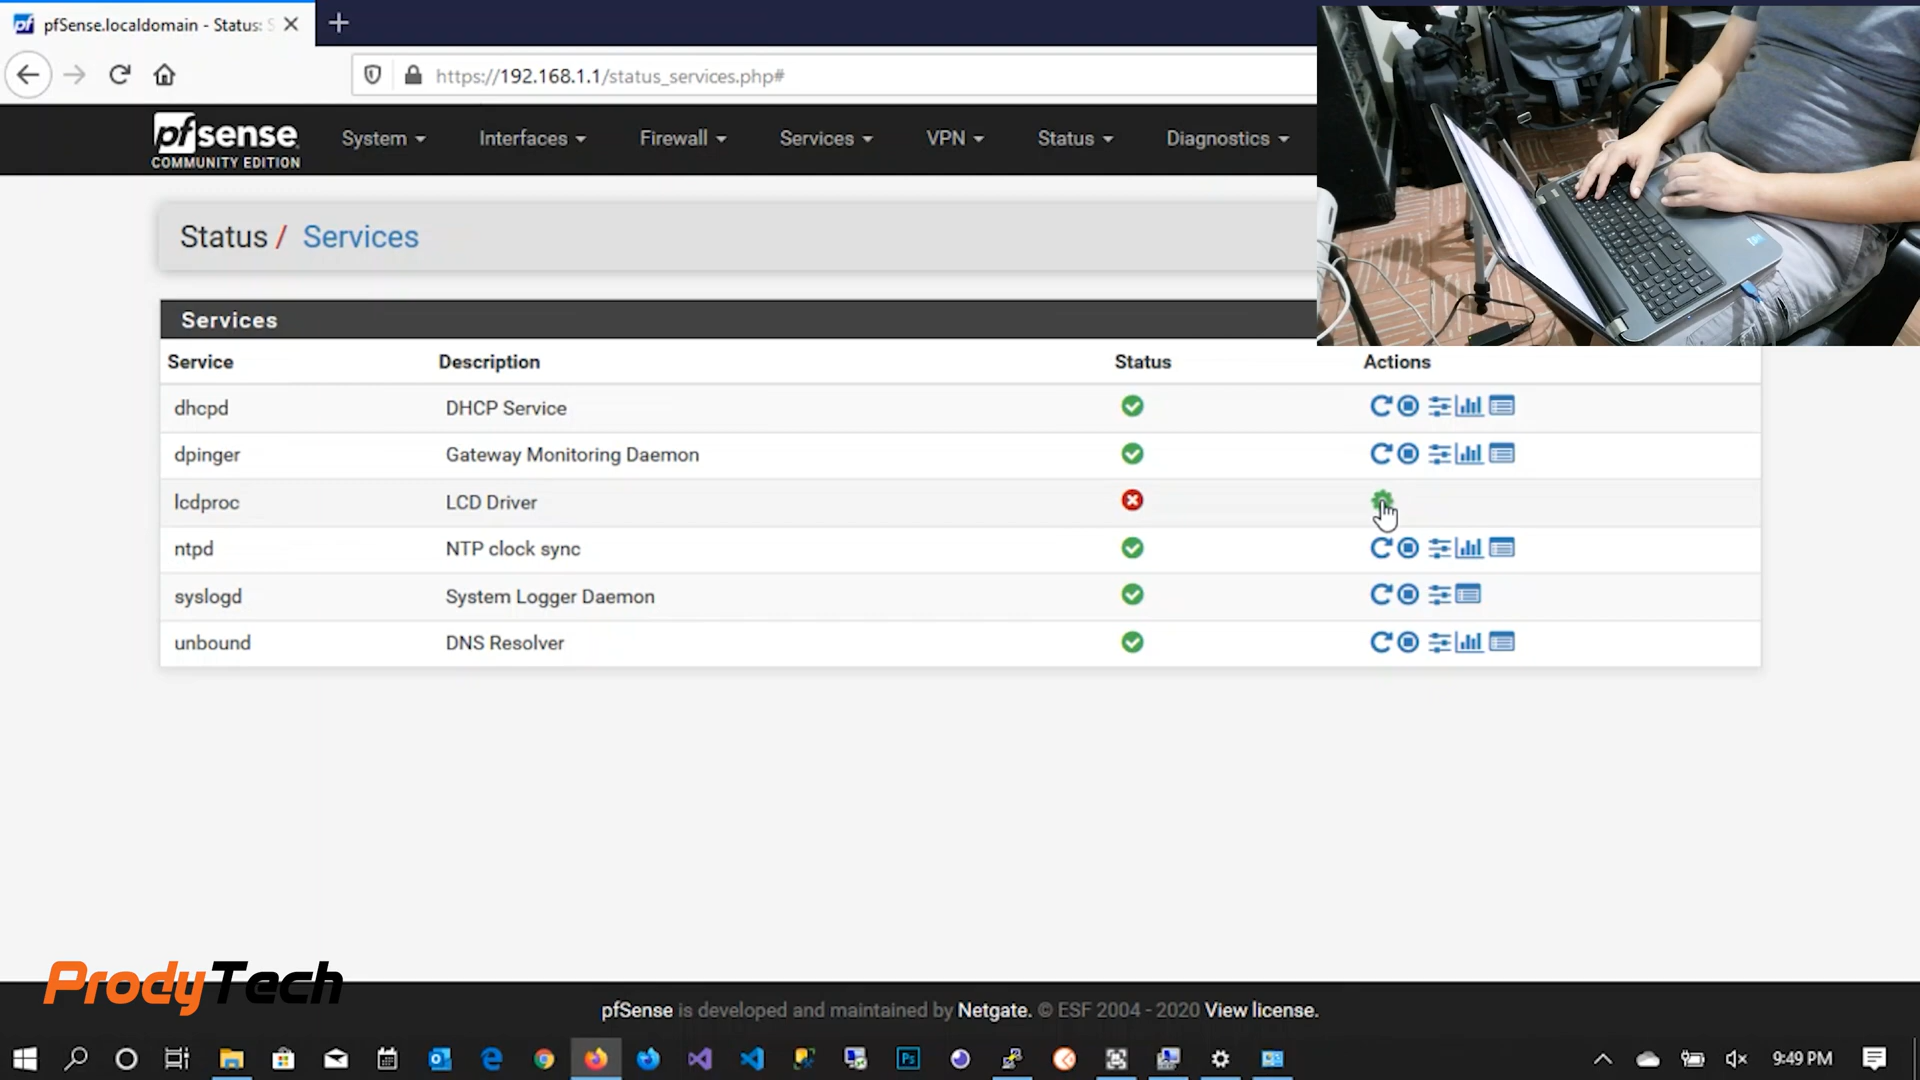 pfSense.localdomain - Status: S
https://192.168.1.1/status_services.php#
pfsense
COMMUNITY EDITION
System
Interfaces
Firewall
Services
VPN
Status
Diagnostics
Status / Services
Services
Service Description Status Actions
dhcpd DHCP Service
dpinger Gateway Monitoring Daemon
lcdproc LCD Driver
ntpd NTP clock sync
syslogd System Logger Daemon
unbound DNS Resolver
ProdyTech
pfSense is developed and maintained by Netgate. © ESF 2004 - 2020 View license.
Ps
9:49 PM